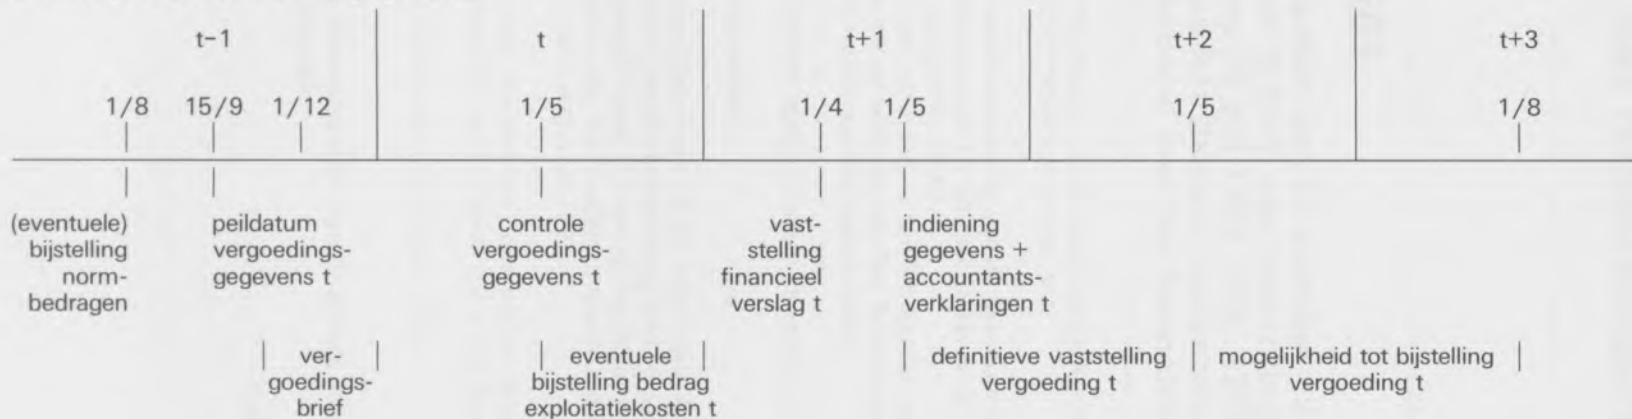 t-1 t t+1 t+2 t+3
1/8 15/9 1/12 1/5 1/4 1/5 1/5 1/8
(eventuele)
bijstelling
norm-
bedragen
peildatum
vergoedings-
gegevens t
controle
vergoedings-
gegevens t
vast-
stelling
financieel
verslag t
indiening
gegevens +
accountants-
verklaringen t
ver-
goedings-
brief
eventuele
bijstelling bedrag
exploitatiekosten t
definitieve vaststelling
vergoeding t
mogelijkheid tot bijstelling
vergoeding t